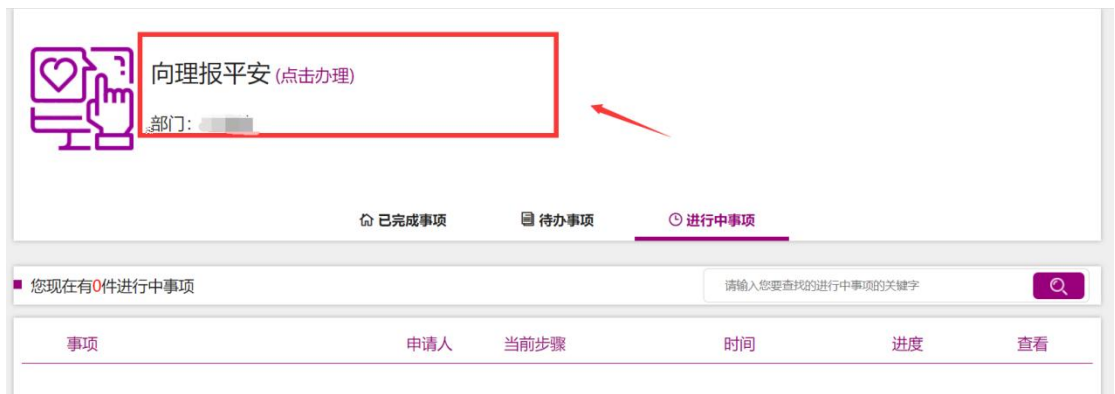 向理报平安(点击办理)
部门：
已完成事项 待办事项 进行中事项
您现在有0件进行中事项 请输入您要查找的进行中事项的关键字
事项 申请人 当前步骤 时间 进度 查看